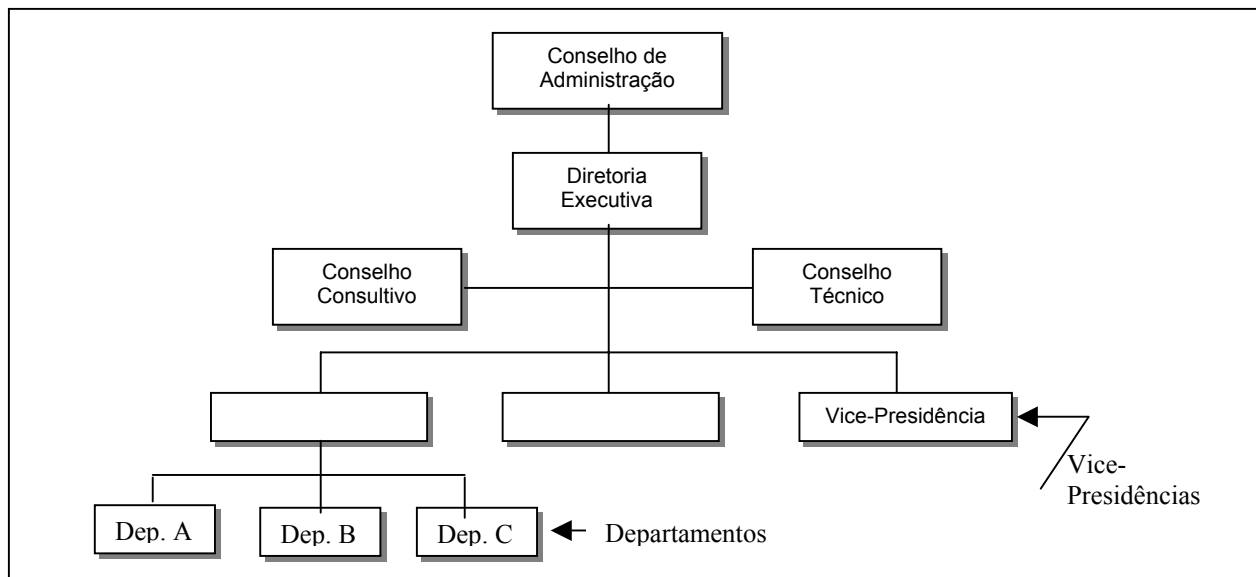 Conselho de
Administração
Diretoria
Executiva
Conselho
Consultivo
Conselho
Técnico
Vice-Presidência
Vice-
Presidências
Dep. A
Dep. B
Dep. C
Departamentos